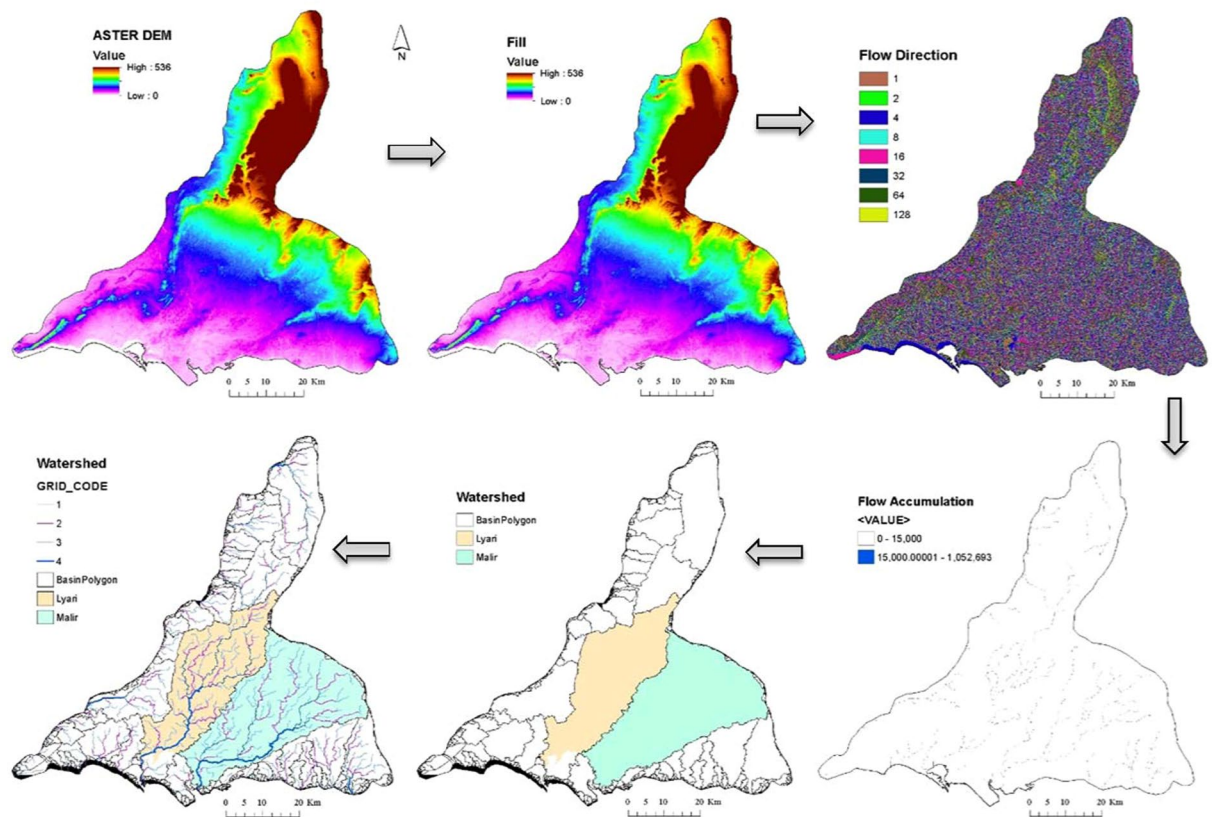 ASTER DEM
Value
High : 536
Low : 0
N
0 5 10 20 Km
Fill
Value
High : 536
Low : 0
0 5 10 20 Km
Flow Direction
1
2
4
8
16
32
64
128
0 5 10 20 Km
Watershed
GRID_CODE
1
2
3
4
BasinPolygon
Lyari
Malir
0 5 10 20 Km
Watershed
BasinPolygon
Lyari
Malir
0 5 10 20 Km
Flow Accumulation
<VALUE>
0 - 15,000
15,000.00001 - 1,052,693
0 5 10 20 Km